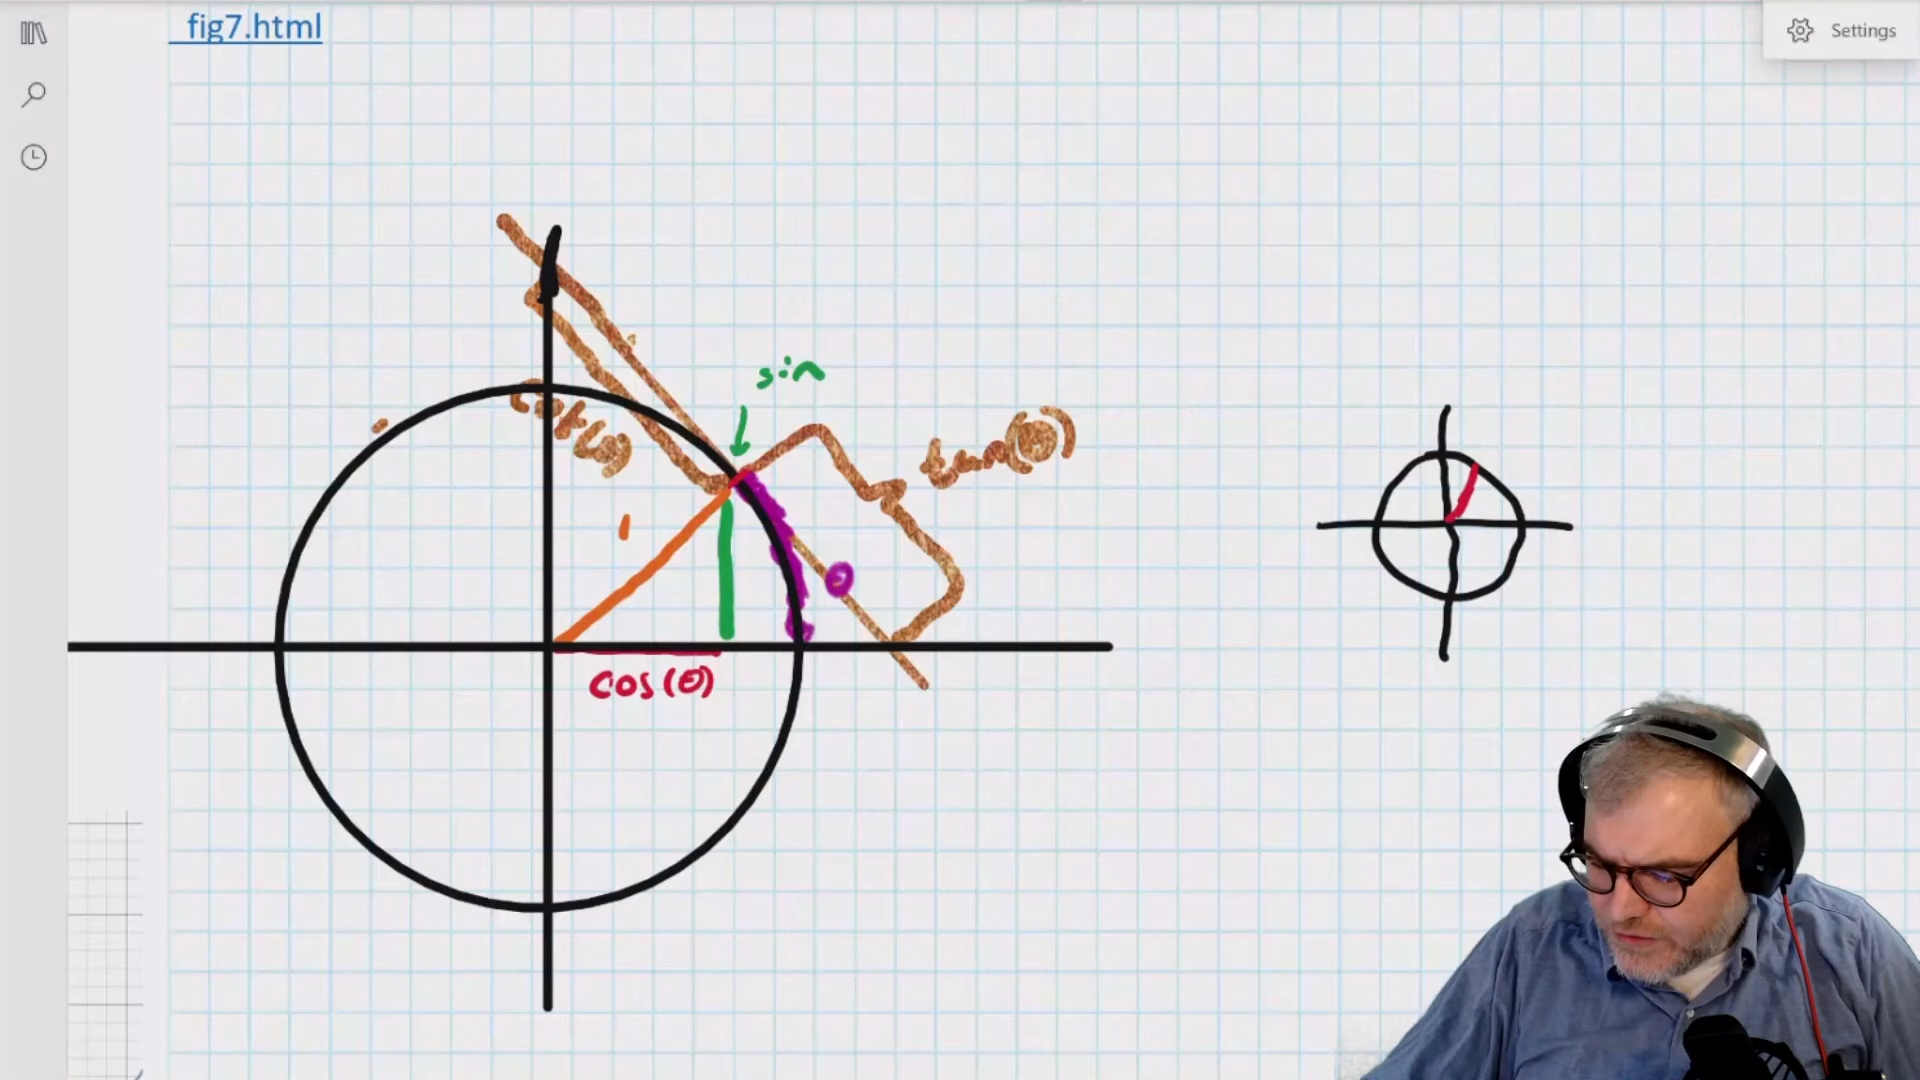 fig7.html
Settings
sin
cot(θ)
tan(θ)
1
θ
cos(θ)